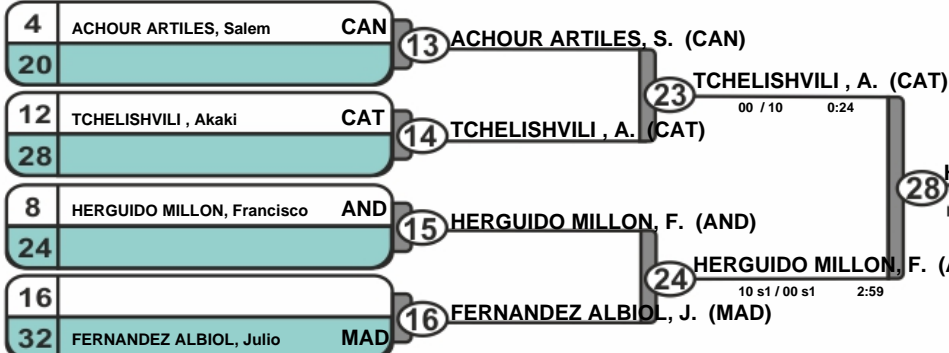 4 ACHOUR ARTILES, Salem CAN
20
13 ACHOUR ARTILES, S. (CAN)
12 TCHELISHVILI , Akaki CAT
28
14 TCHELISHVILI , A. (CAT)
23 TCHELISHVILI , A. (CAT)
00 / 10 0:24
8 HERGUIDO MILLON, Francisco AND
24
15 HERGUIDO MILLON, F. (AND)
16
32 FERNANDEZ ALBIOL, Julio MAD
16 FERNANDEZ ALBIOL, J. (MAD)
24 HERGUIDO MILLON, F.
10 s1 / 00 s1 2:59
28